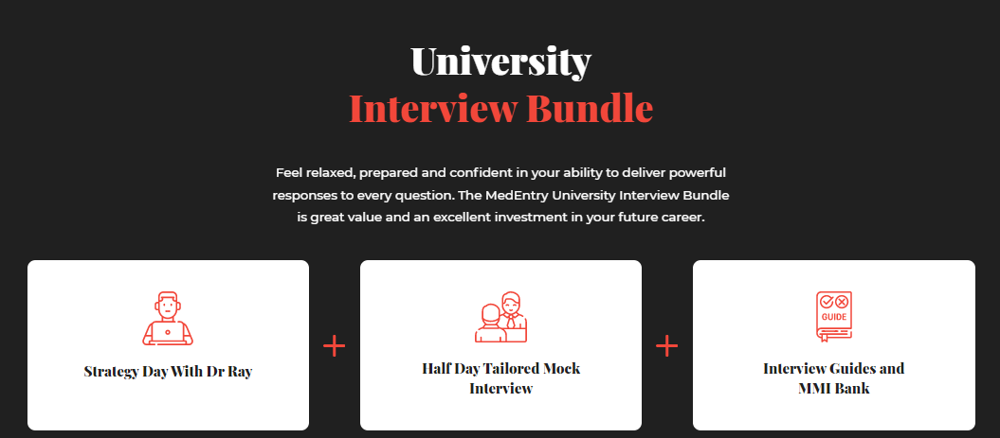 University
Interview Bundle
Feel relaxed, prepared and confident in your ability to deliver powerful
responses to every question. The MedEntry University Interview Bundle
is great value and an excellent investment in your future career.
Strategy Day With Dr Ray
+
Half Day Tailored Mock
Interview
+
GUIDE
Interview Guides and
MMI Bank